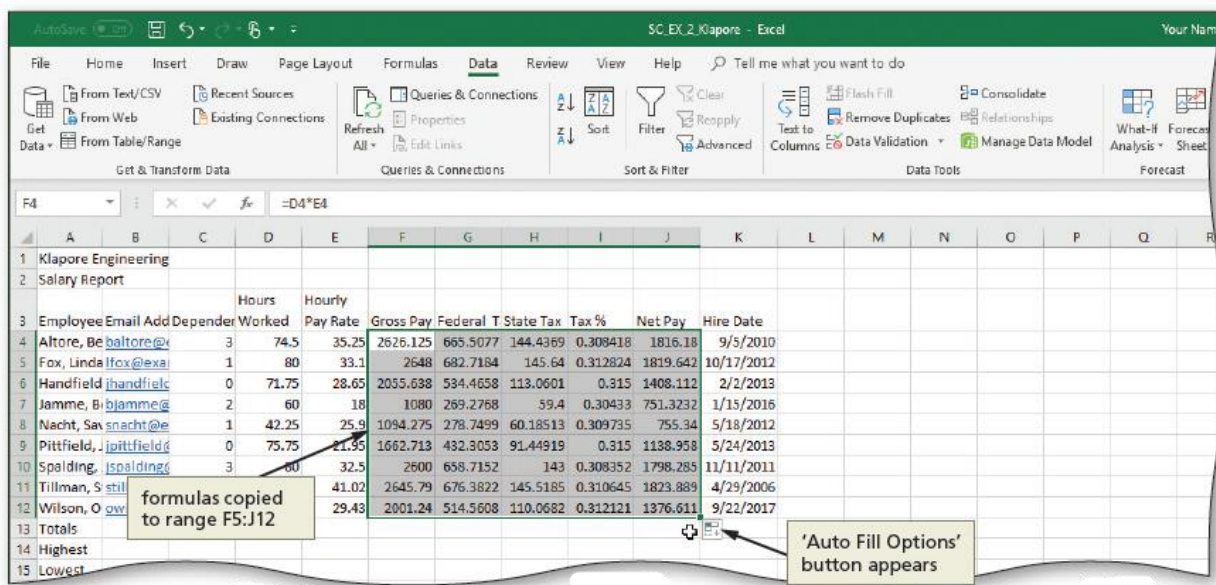 AutoSave Off SC_EX_2_Klapore - Excel Your Nam
File Home Insert Draw Page Layout Formulas Data Review View Help Tell me what you want to do
Get Data
From Text/CSV
From Web
From Table/Range
Recent Sources
Existing Connections
Get & Transform Data
Refresh All
Queries & Connections
Properties
Edit Links
Queries & Connections
Sort
Filter
Clear
Reapply
Advanced
Sort & Filter
Text to Columns
Flash Fill
Remove Duplicates
Data Validation
Consolidate
Relationships
Manage Data Model
Data Tools
What-If Analysis
Forecas
Sheet
Forecast
F4 fx =D4*E4
A B C D E F G H I J K L M N O P Q R
1 Klapore Engineering
2 Salary Report
Hours Hourly
3 Employee Email Add Depender Worked Pay Rate Gross Pay Federal T State Tax Tax % Net Pay Hire Date
4 Altore, Be baltore@ 3 74.5 35.25 2626.125 665.5077 144.4369 0.308418 1816.18 9/5/2010
5 Fox, Linda lfox@exa 1 80 33.1 2648 682.7184 145.64 0.312824 1819.642 10/17/2012
6 Handfield jhandfield 0 71.75 28.65 2055.638 534.4658 113.0601 0.315 1408.112 2/2/2013
7 Jamme, B bjamme@ 2 60 18 1080 269.2768 59.4 0.30433 751.3232 1/15/2016
8 Nacht, Sav snacht@e 1 42.25 25.9 1094.275 278.7499 60.18513 0.309735 755.34 5/18/2012
9 Pittfield, J jpittfield@ 0 75.75 21.95 1662.713 432.3053 91.44919 0.315 1138.958 5/24/2013
10 Spalding, jspalding@ 3 80 32.5 2600 658.7152 143 0.308352 1798.285 11/11/2011
11 Tillman, S stil 41.02 2645.79 676.3822 145.5185 0.310645 1823.889 4/29/2006
12 Wilson, O ow 29.43 2001.24 514.5608 110.0682 0.312121 1376.611 9/22/2017
13 Totals
14 Highest
15 Lowest
formulas copied
to range F5:J12
'Auto Fill Options'
button appears